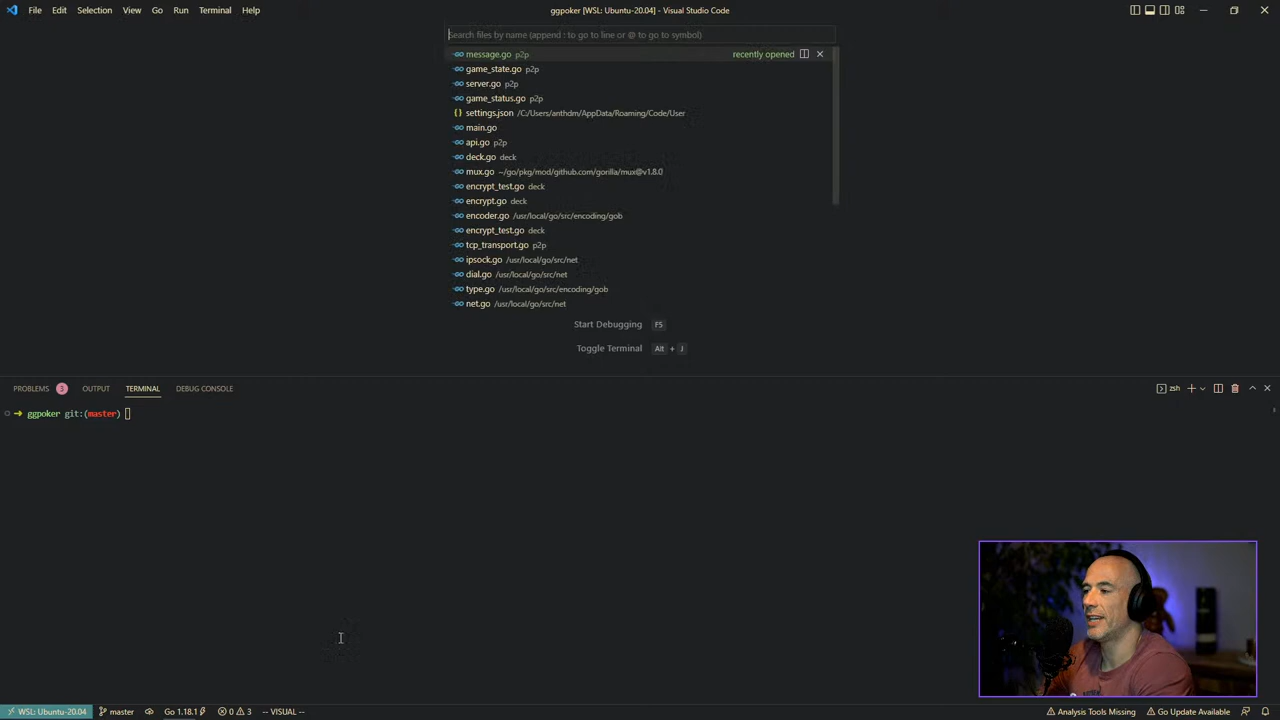 File Edit Selection View Go Run Terminal Help ggpoker [WSL: Ubuntu-20.04] - Visual Studio Code
Search files by name (append : to go to line or @ to go to symbol)
message.go p2p recently opened
game_state.go p2p
server.go p2p
game_status.go p2p
settings.json /C:/Users/anthdm/AppData/Roaming/Code/User
main.go
api.go p2p
deck.go deck
mux.go ~/go/pkg/mod/github.com/gorilla/mux@v1.8.0
encrypt_test.go deck
encrypt.go deck
encoder.go /usr/local/go/src/encoding/gob
encrypt_test.go deck
tcp_transport.go p2p
ipsock.go /usr/local/go/src/net
dial.go /usr/local/go/src/net
type.go /usr/local/go/src/encoding/gob
net.go /usr/local/go/src/net
Start Debugging F5
Toggle Terminal Alt + J
PROBLEMS 3 OUTPUT TERMINAL DEBUG CONSOLE zsh
ggpoker git:(master)
WSL: Ubuntu-20.04 master Go 1.18.1 0 3 -- VISUAL -- Analysis Tools Missing Go Update Available